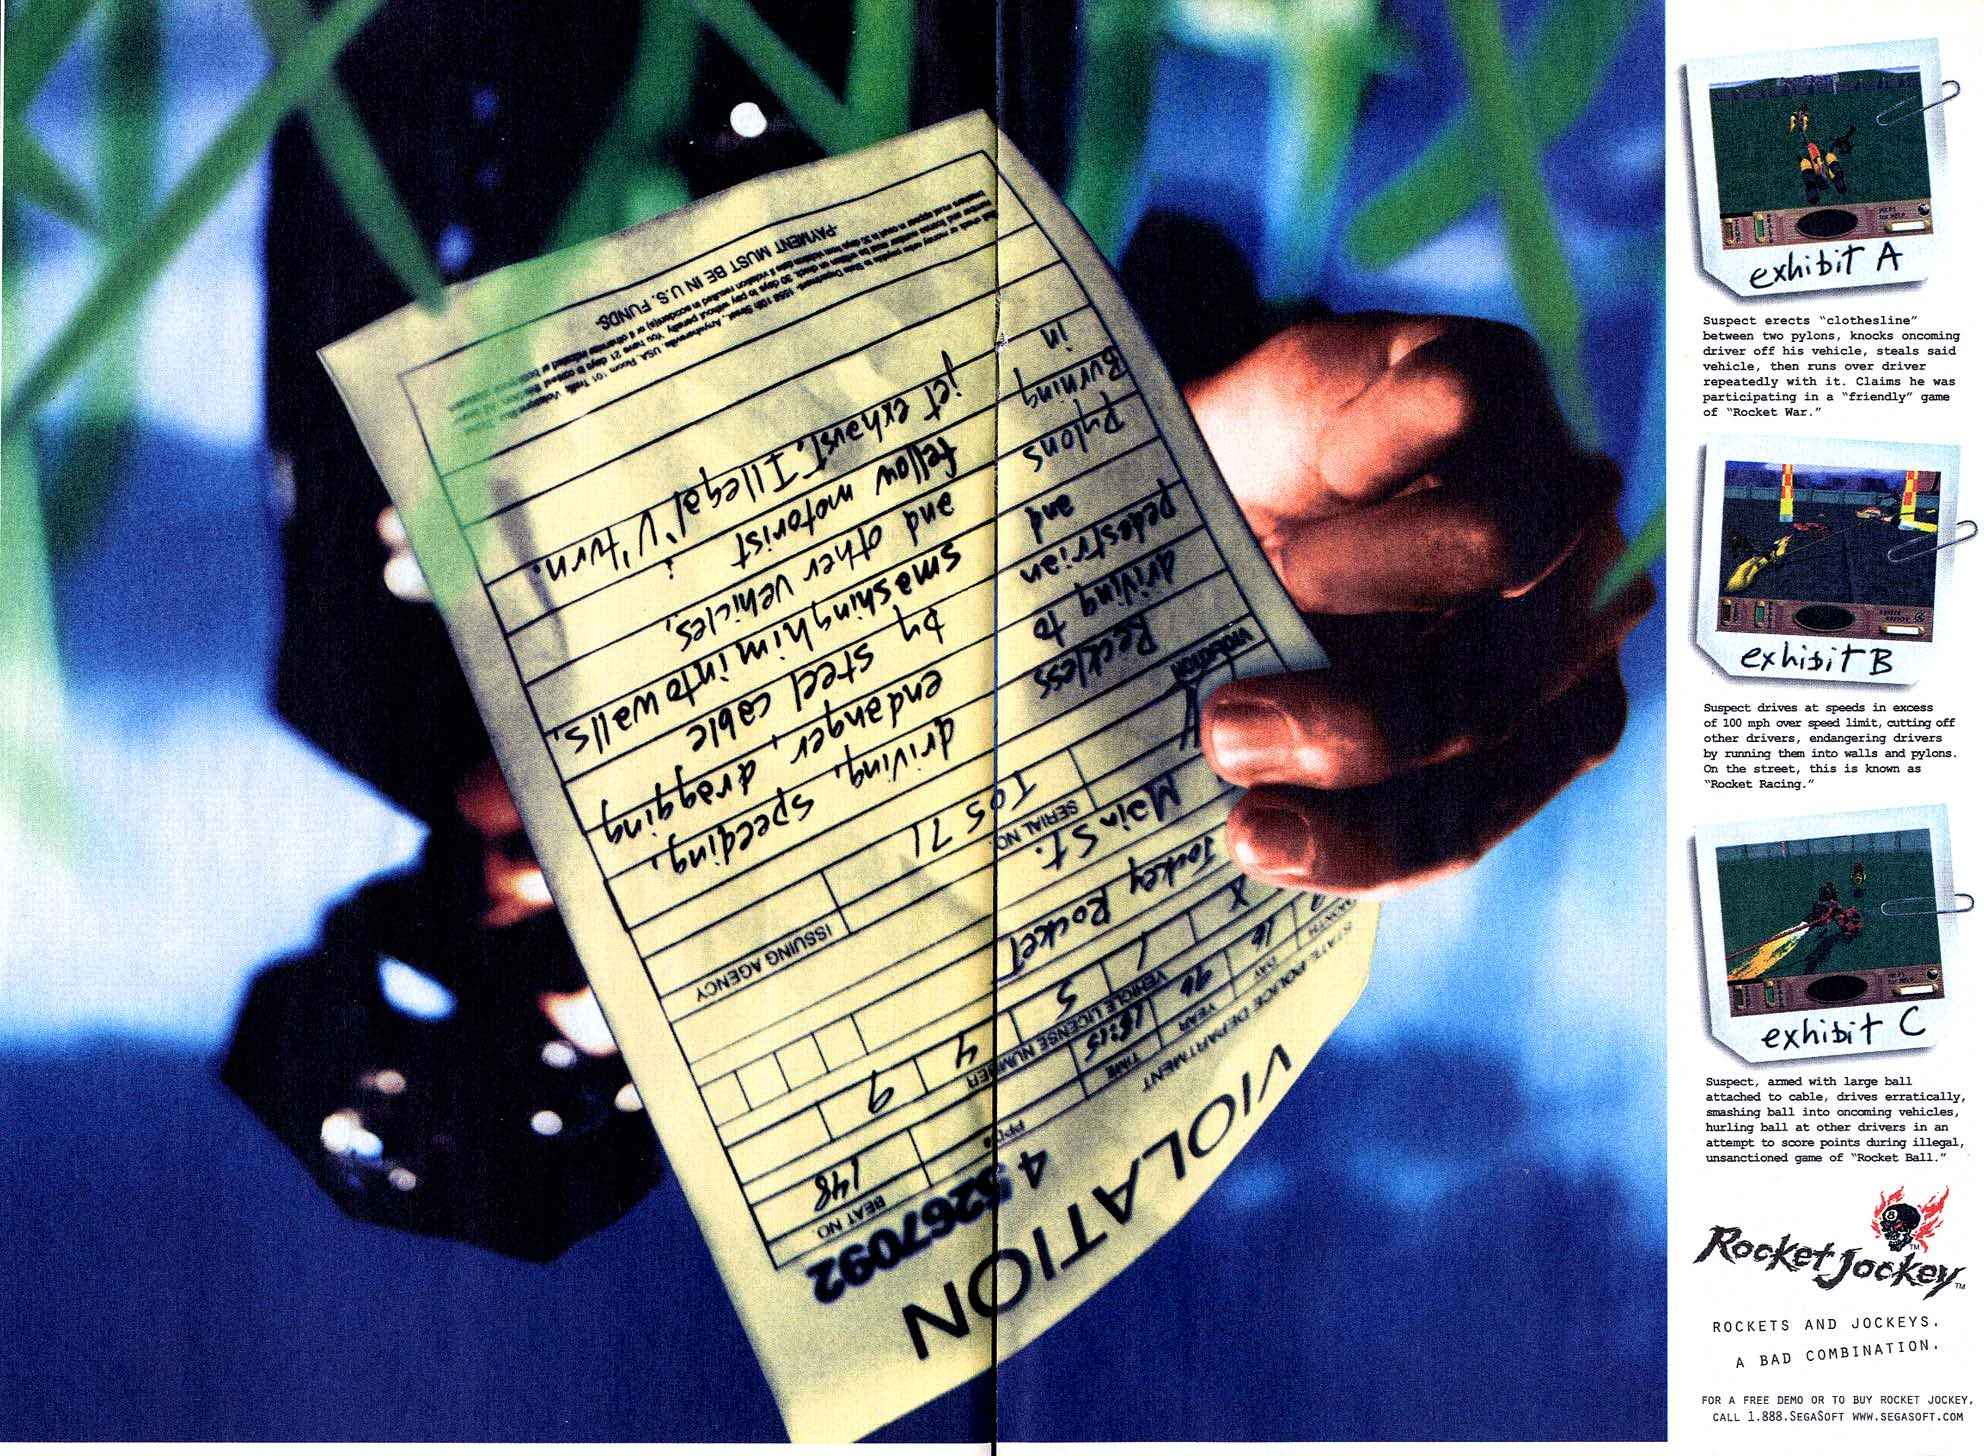 VIOLATION
45267092
STATE POLICE DEPARTMENT
BEAT NO.
148
MONTH DAY YEAR TIME
16 96 18:15
VEHICLE LICENSE NUMBER
X 1 5 4 9
Jockey Rocket
Main St.
SERIAL NO. ISSUING AGENCY
T0571
VIOLATION
Reckless driving, speeding,
driving to endanger, dragging
pedestrian by steel cable
and smashing him into walls,
Pylons and other vehicles,
Burning fellow motorist
in jet exhaust. Illegal 'U' turn.
-PAYMENT MUST BE IN U.S. FUNDS-
exhibit A
Suspect erects "clothesline"
between two pylons, knocks oncoming
driver off his vehicle, steals said
vehicle, then runs over driver
repeatedly with it. Claims he was
participating in a "friendly" game
of "Rocket War."
exhibit B
Suspect drives at speeds in excess
of 100 mph over speed limit, cutting off
other drivers, endangering drivers
by running them into walls and pylons.
On the street, this is known as
"Rocket Racing."
exhibit C
Suspect, armed with large ball
attached to cable, drives erratically,
smashing ball into oncoming vehicles,
hurling ball at other drivers in an
attempt to score points during illegal,
unsanctioned game of "Rocket Ball."
8
Rocket Jockey™
ROCKETS AND JOCKEYS.
A BAD COMBINATION.
FOR A FREE DEMO OR TO BUY ROCKET JOCKEY,
CALL 1.888.SEGASOFT WWW.SEGASOFT.COM